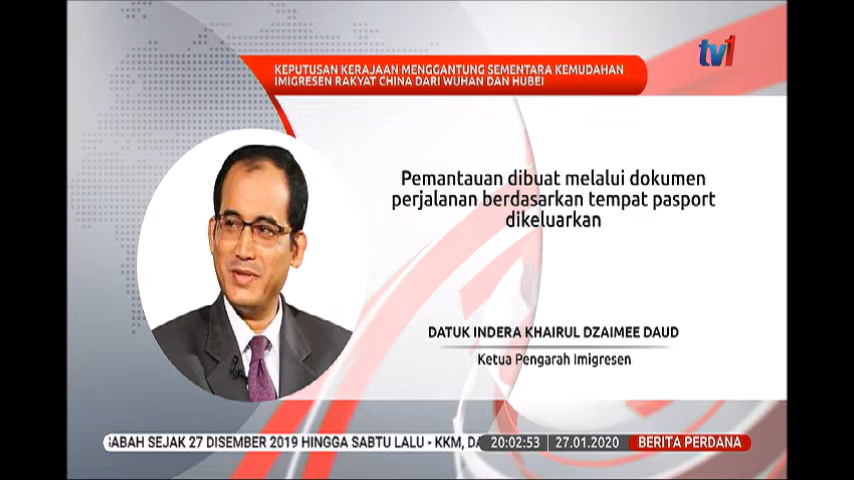 tv1
KEPUTUSAN KERAJAAN MENGGANTUNG SEMENTARA KEMUDAHAN
IMIGRESEN RAKYAT CHINA DARI WUHAN DAN HUBEI
Pemantauan dibuat melalui dokumen
perjalanan berdasarkan tempat pasport
dikeluarkan
DATUK INDERA KHAIRUL DZAIMEE DAUD
Ketua Pengarah Imigresen
SEJAK 27 DISEMBER 2019 HINGGA SABTU LALU - KKM, 20:02:53 27.01.2020 BERITA PERDANA